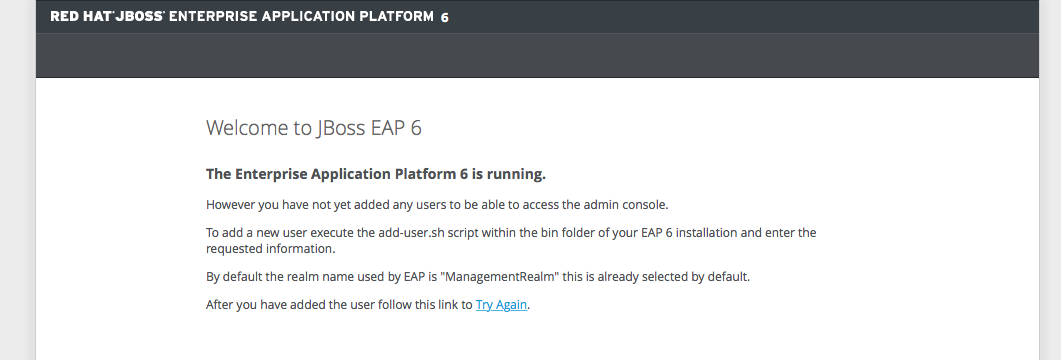 RED HAT® JBOSS® ENTERPRISE APPLICATION PLATFORM 6
Welcome to JBoss EAP 6
The Enterprise Application Platform 6 is running.
However you have not yet added any users to be able to access the admin console.
To add a new user execute the add-user.sh script within the bin folder of your EAP 6 installation and enter the
requested information.
By default the realm name used by EAP is "ManagementRealm" this is already selected by default.
After you have added the user follow this link to Try Again.